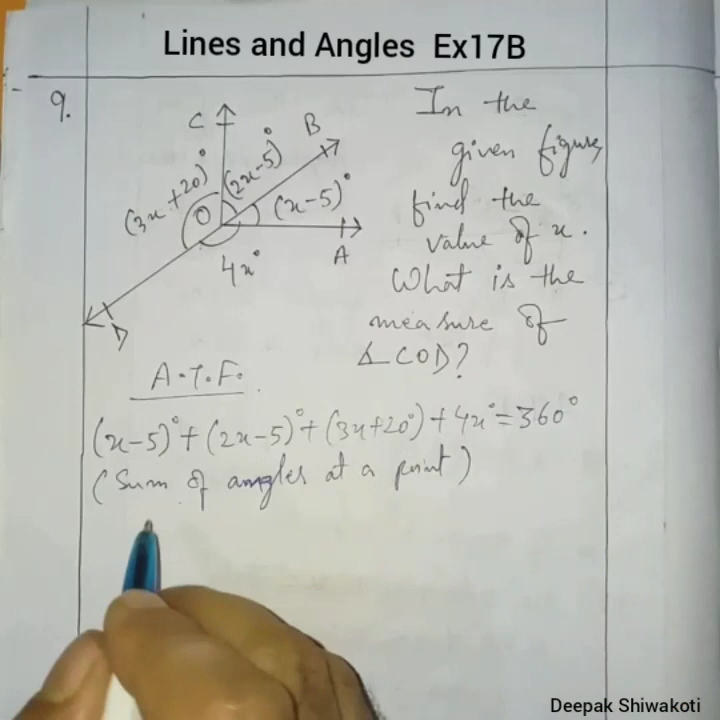 Lines and Angles Ex17B
9.
In the
given figure,
find the
value of x.
What is the
measure of
∡COD?
C
B
(3x+20)°
(2x-5)°
(x-5)°
O
A
4x°
D
A.T.F.
(x-5)°+(2x-5)°+(3x+20°)+4x°=360°
(Sum of angles at a point)
Deepak Shiwakoti